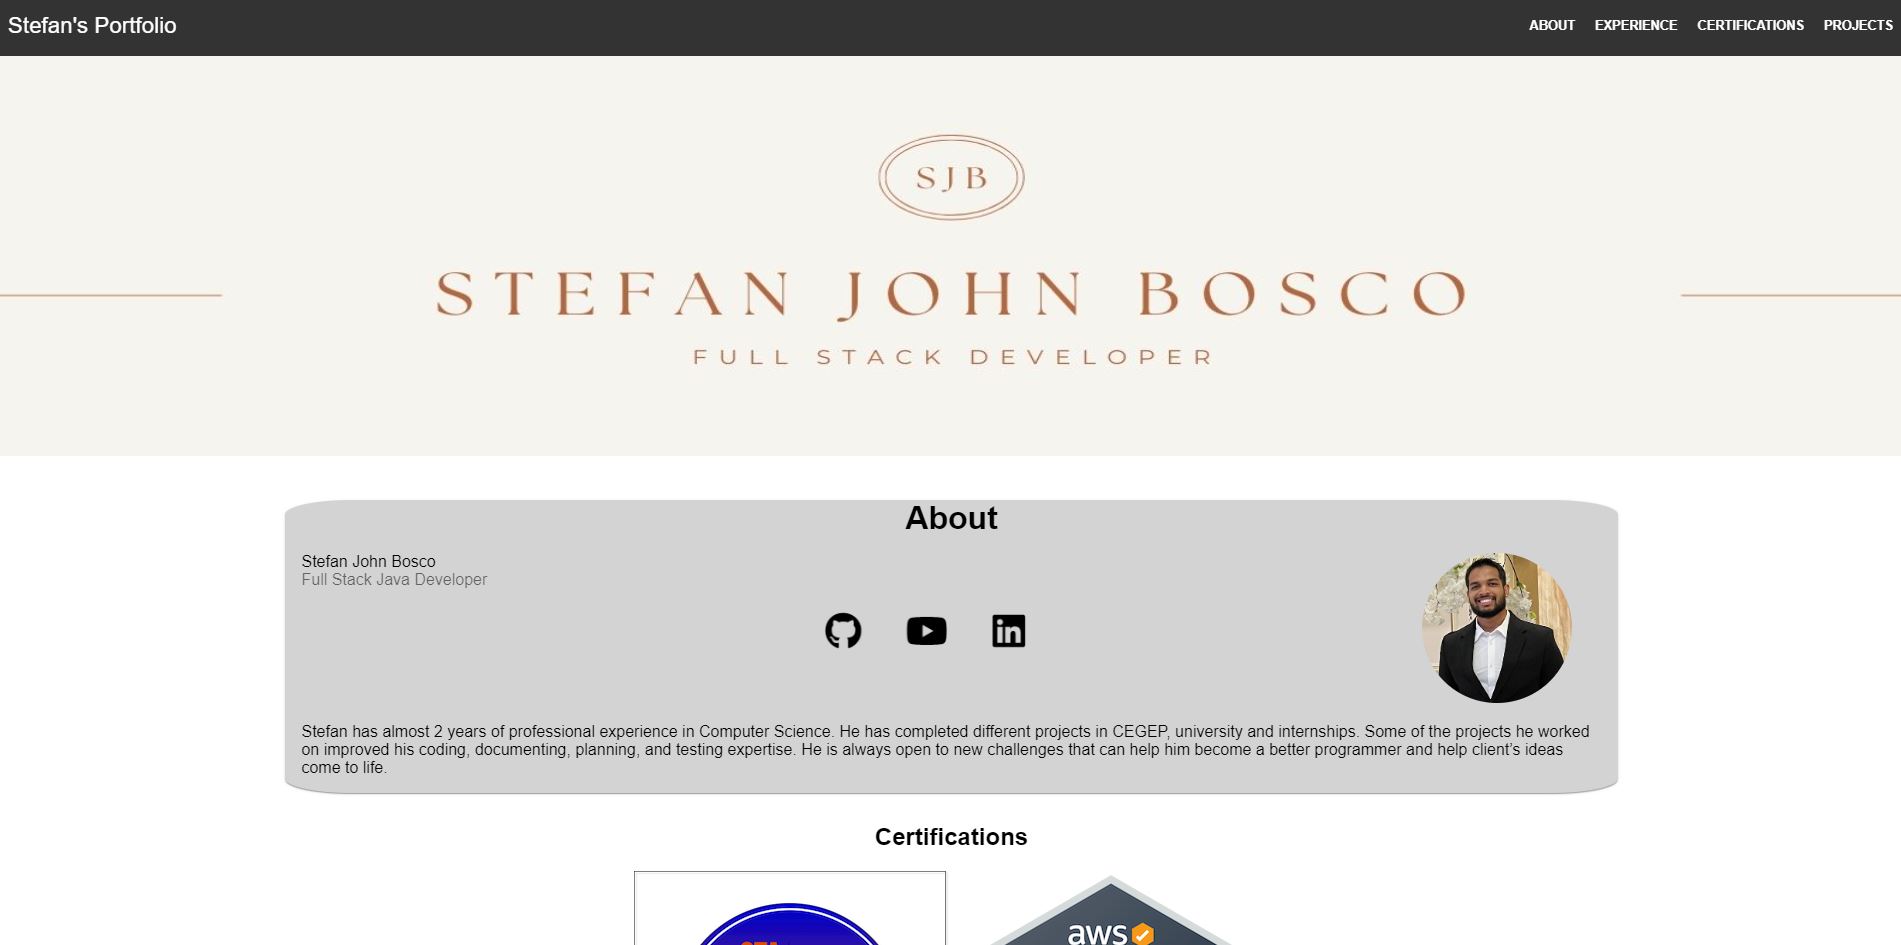 Stefan's Portfolio
ABOUT EXPERIENCE CERTIFICATIONS PROJECTS
SJB
STEFAN JOHN BOSCO
FULL STACK DEVELOPER
About
Stefan John Bosco
Full Stack Java Developer
in
Stefan has almost 2 years of professional experience in Computer Science. He has completed different projects in CEGEP, university and internships. Some of the projects he worked
on improved his coding, documenting, planning, and testing expertise. He is always open to new challenges that can help him become a better programmer and help client’s ideas
come to life.
Certifications
aws